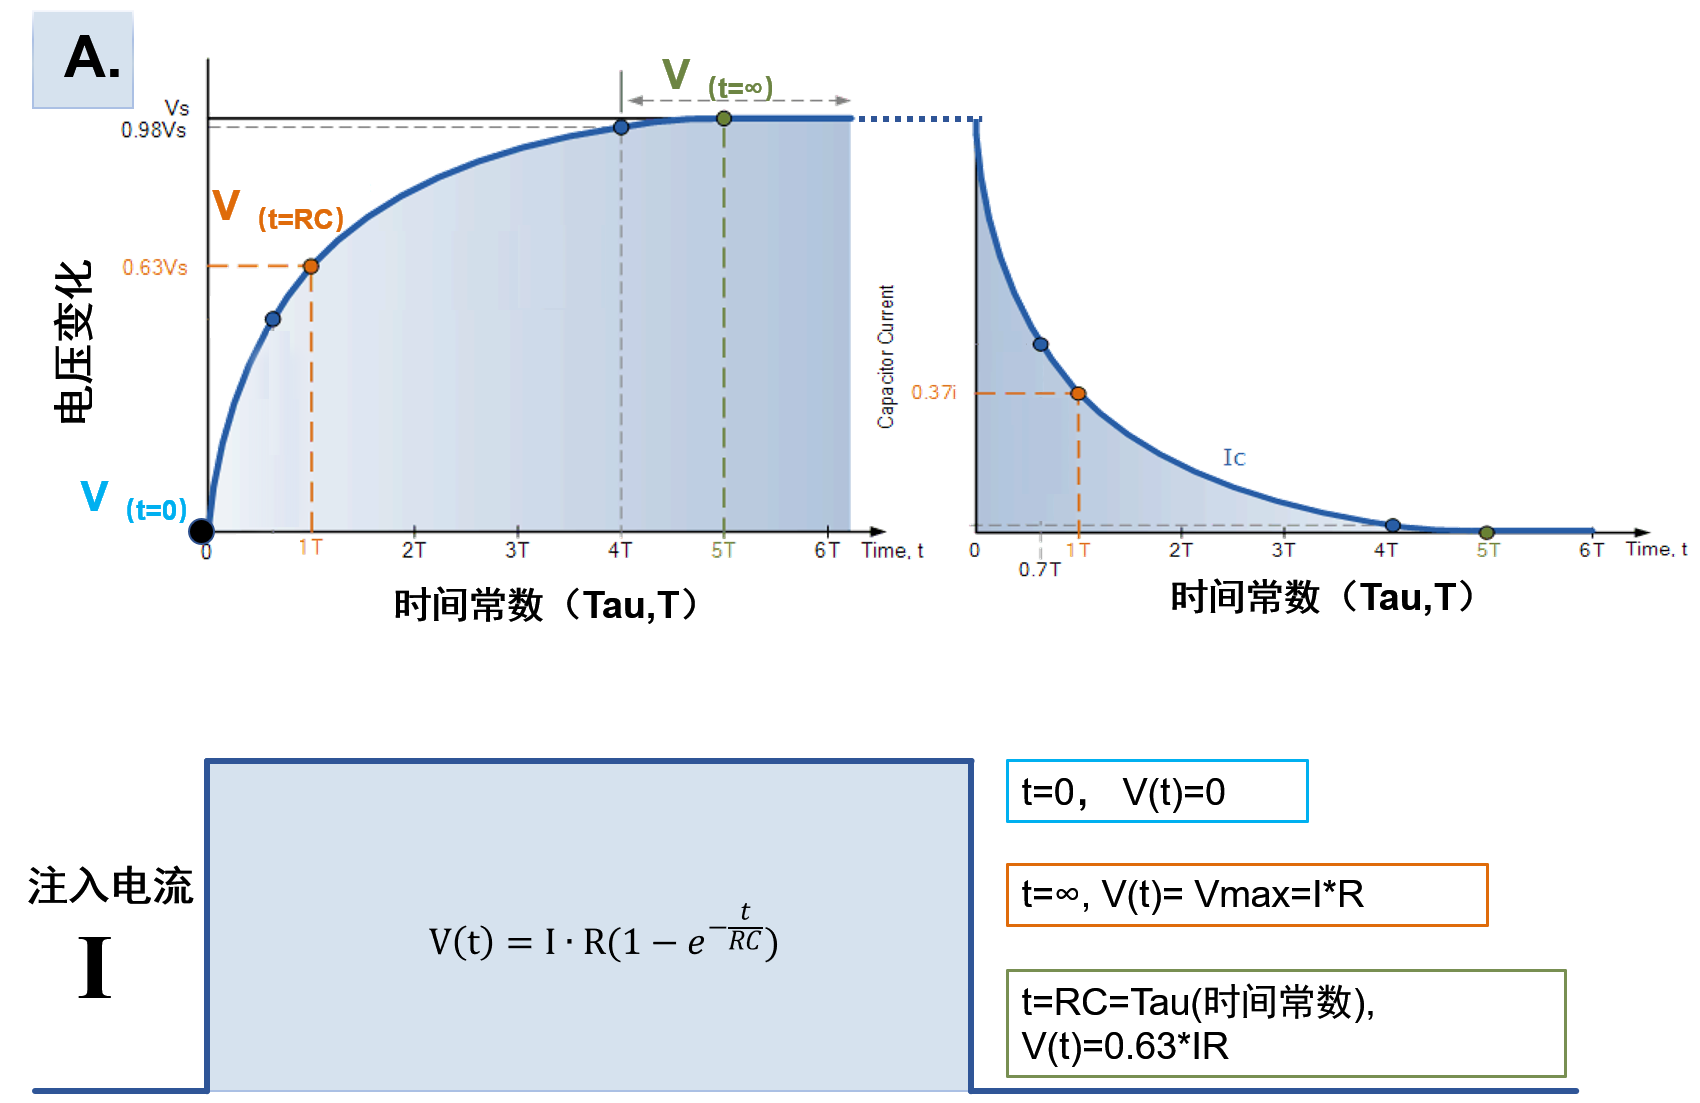 A.
V (t=∞)
Vs
0.98Vs
V (t=RC)
0.63Vs
电压变化
V (t=0)
0 1T 2T 3T 4T 5T 6T Time, t
时间常数（Tau,T）
Capacitor Current
0.37i
Ic
0 1T 2T 3T 4T 5T 6T Time, t
0.7T
时间常数（Tau,T）
注入电流
I
V(t) = I · R(1 − e^{−t/RC})
t=0， V(t)=0
t=∞, V(t)= Vmax=I*R
t=RC=Tau(时间常数),
V(t)=0.63*IR